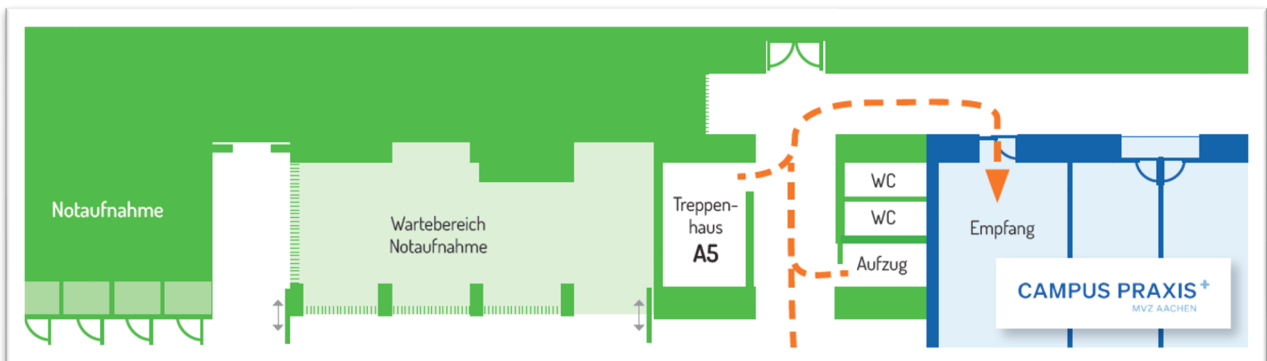 Notaufnahme
Wartebereich
Notaufnahme
Treppen-
haus
A5
WC
WC
Aufzug
Empfang
CAMPUS PRAXIS+
MVZ AACHEN